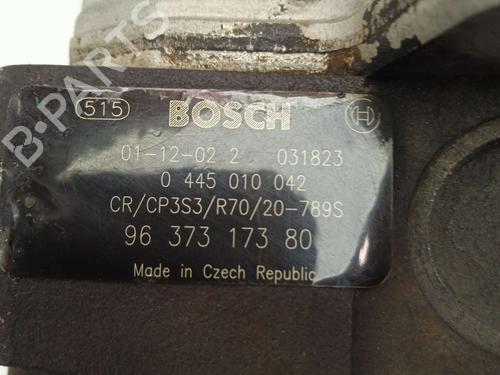 515 BOSCH H
01-12-02 2 031823
0 445 010 042
CR/CP3S3/R70/20-789S
96 373 173 80
Made in Czech Republic
B-PARTS